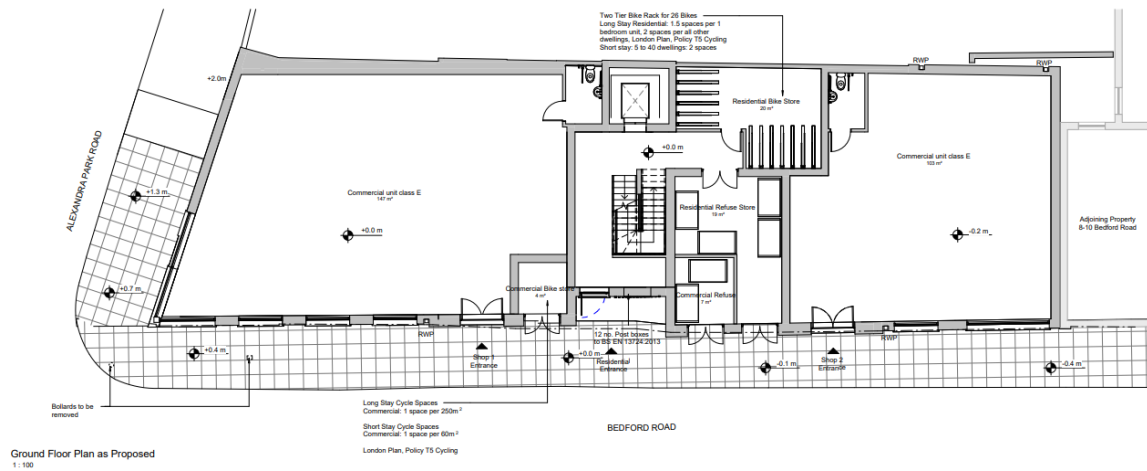 Two Tier Bike Rack for 26 Bikes
Long Stay Residential: 1.5 spaces per 1
bedroom unit, 2 spaces per all other
dwellings, London Plan, Policy T5 Cycling
Short stay: 5 to 40 dwellings: 2 spaces
RWP
RWP
+2.0m
Residential Bike Store
20 m²
+0.0 m
Commercial unit class E
103 m²
ALEXANDRA PARK ROAD
+1.3 m
Commercial unit class E
147 m²
Residential Refuse Store
19 m²
Adjoining Property
8-10 Bedford Road
+0.0 m
-0.2 m
+0.7 m
Commercial Bike store
4 m²
Commercial Refuse
7 m²
RWP
12 no. Post boxes
to BS EN 13724:2013
RWP
+0.4 m
Shop 1
Entrance
+0.0 m
Residential
Entrance
-0.1 m
Shop 2
Entrance
-0.4 m
Bollards to be
removed
Long Stay Cycle Spaces
Commercial: 1 space per 250m²
Short Stay Cycle Spaces
Commercial: 1 space per 60m²
London Plan, Policy T5 Cycling
BEDFORD ROAD
Ground Floor Plan as Proposed
1 : 100